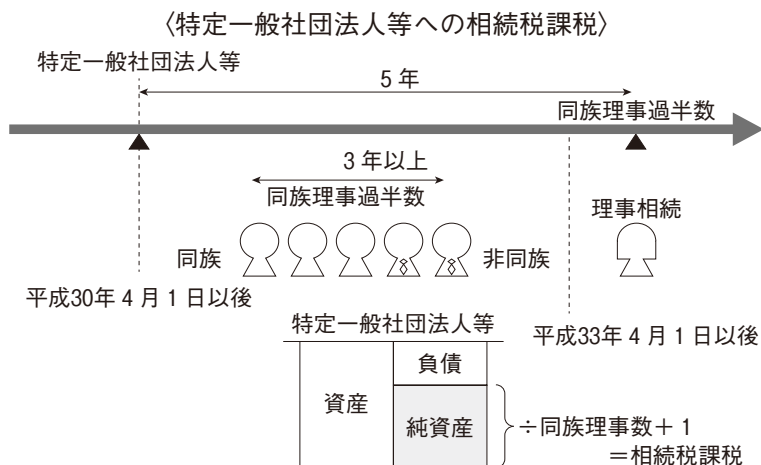 〈特定一般社団法人等への相続税課税〉
特定一般社団法人等
5年
同族理事過半数
3年以上
同族理事過半数
理事相続
同族
非同族
平成30年4月1日以後
平成33年4月1日以後
特定一般社団法人等
資産
負債
純資産
÷同族理事数+1
=相続税課税